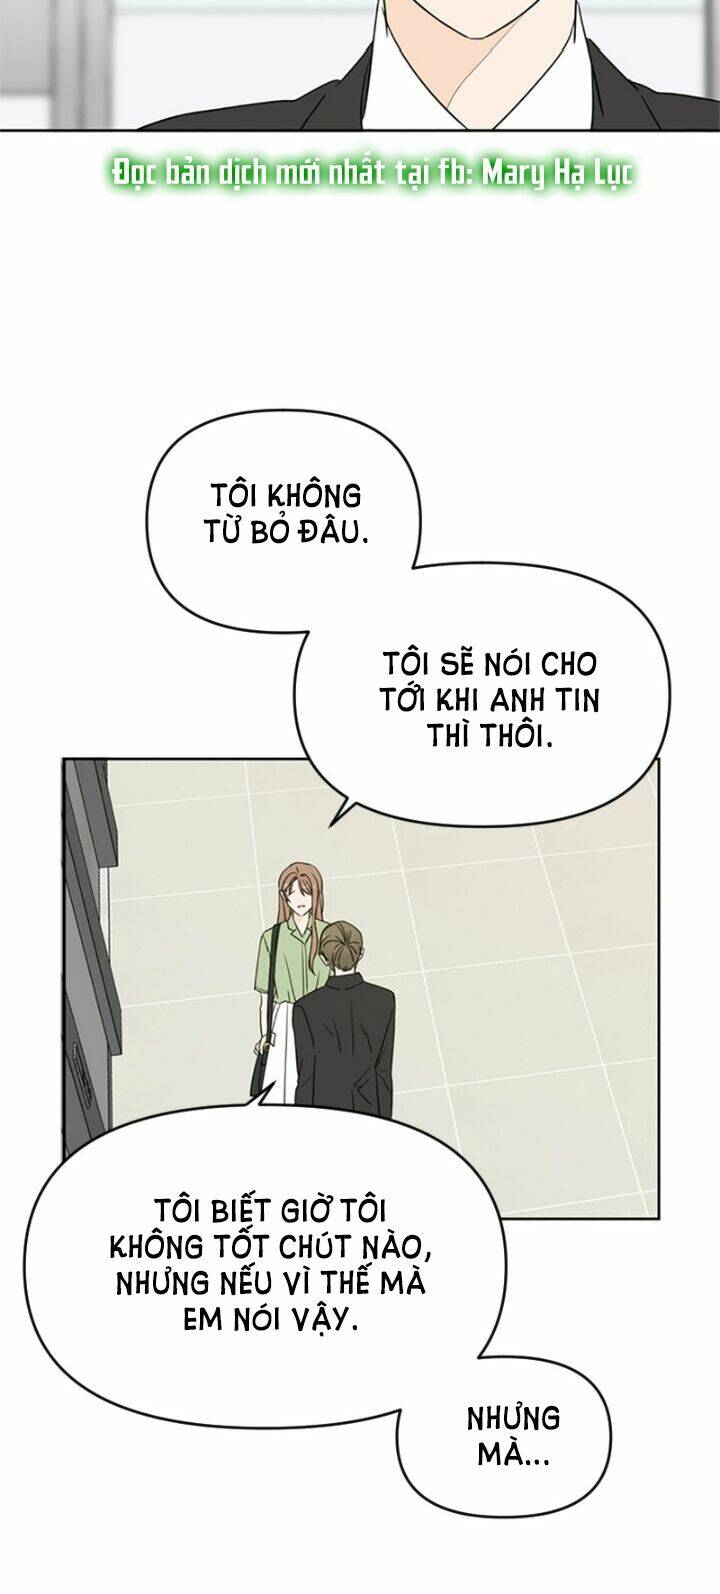 Đọc bản dịch mới nhất tại fb: Mary Hạ Lục
TÔI KHÔNG
TỪ BỎ ĐÂU.
TÔI SẼ NÓI CHO
TỚI KHI ANH TIN
THÌ THÔI.
TÔI BIẾT GIỜ TÔI
KHÔNG TỐT CHÚT NÀO,
NHƯNG NẾU VÌ THẾ MÀ
EM NÓI VẬY.
NHƯNG
MÀ...